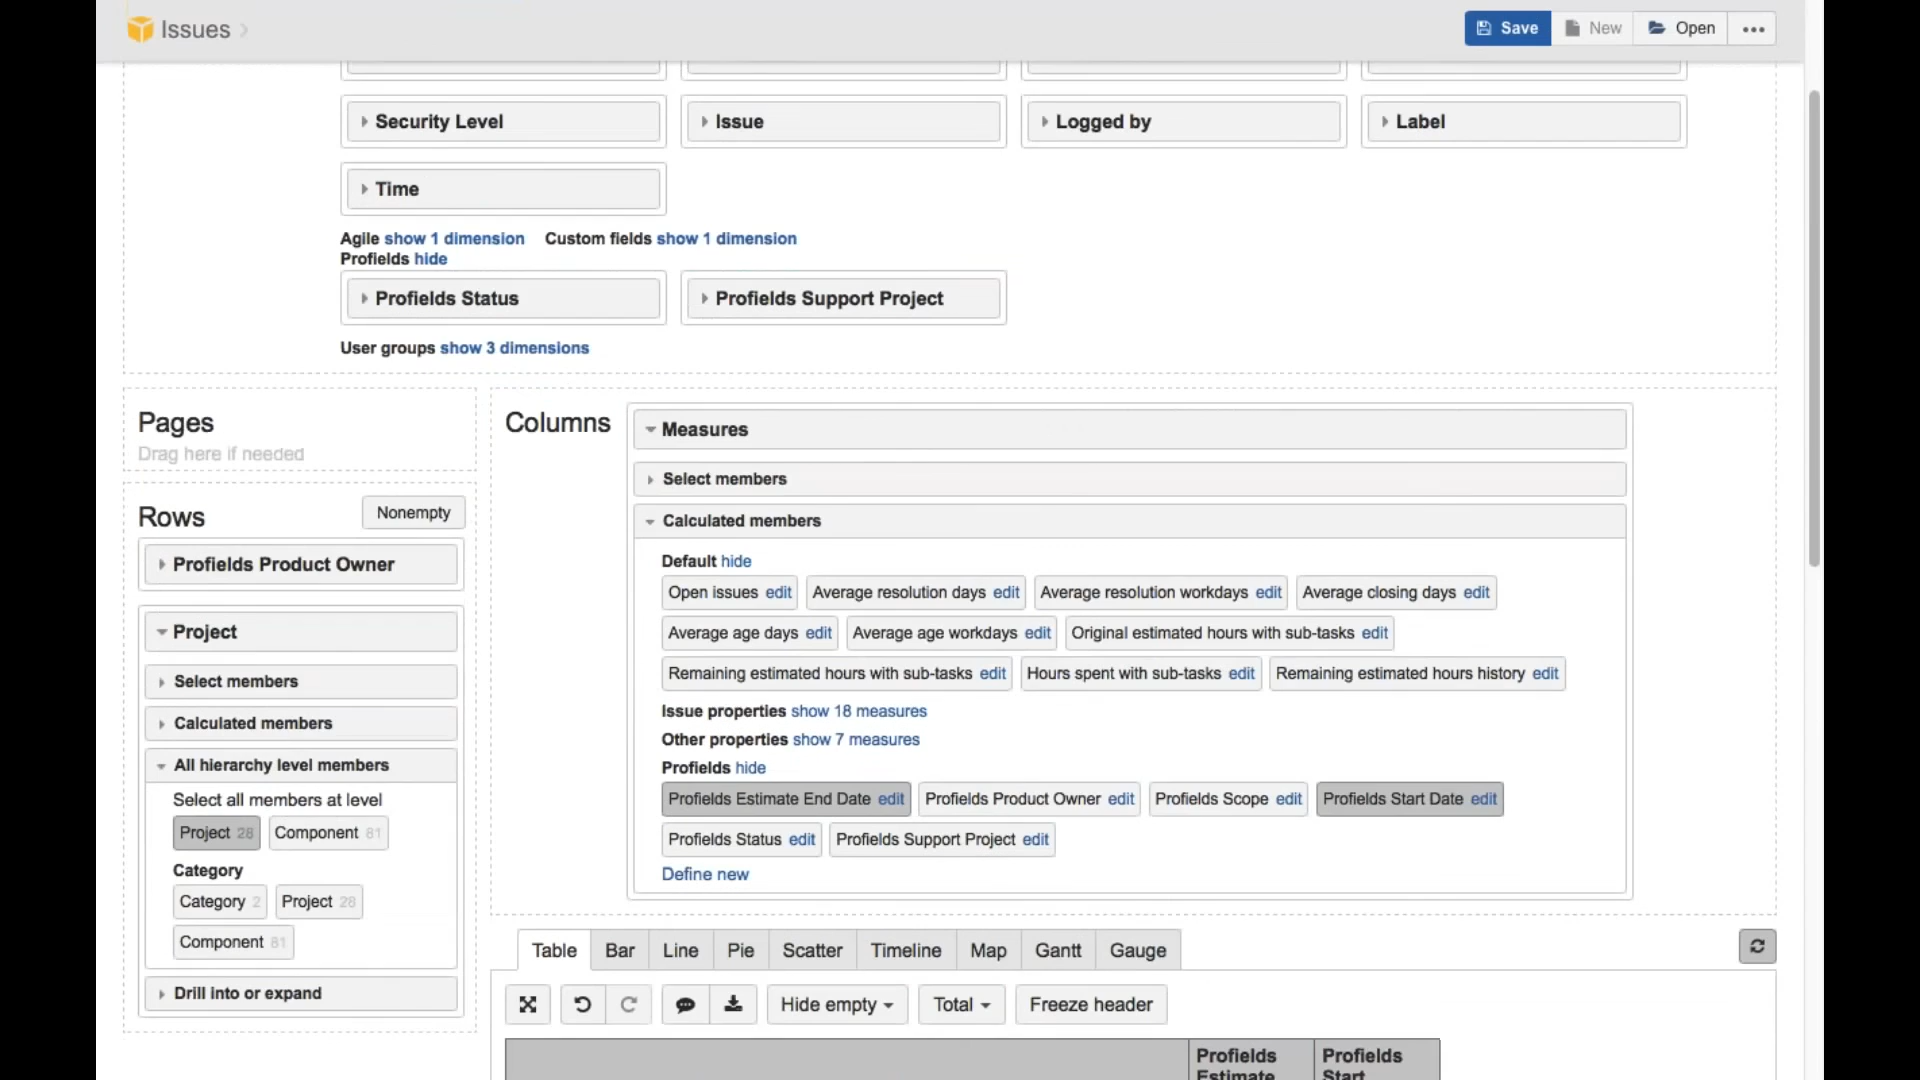 Issues
Save New Open
Security Level Issue Logged by Label
Time
Agile show 1 dimension Custom fields show 1 dimension
Profields hide
Profields Status Profields Support Project
User groups show 3 dimensions
Pages
Drag here if needed
Rows Nonempty
Profields Product Owner
Project
Select members
Calculated members
All hierarchy level members
Select all members at level
Project 28 Component 81
Category
Category 2 Project 28
Component 81
Drill into or expand
Columns
Measures
Select members
Calculated members
Default hide
Open issues edit Average resolution days edit Average resolution workdays edit Average closing days edit
Average age days edit Average age workdays edit Original estimated hours with sub-tasks edit
Remaining estimated hours with sub-tasks edit Hours spent with sub-tasks edit Remaining estimated hours history edit
Issue properties show 18 measures
Other properties show 7 measures
Profields hide
Profields Estimate End Date edit Profields Product Owner edit Profields Scope edit Profields Start Date edit
Profields Status edit Profields Support Project edit
Define new
Table Bar Line Pie Scatter Timeline Map Gantt Gauge
Hide empty Total Freeze header
Profields Profields
Estimate Start